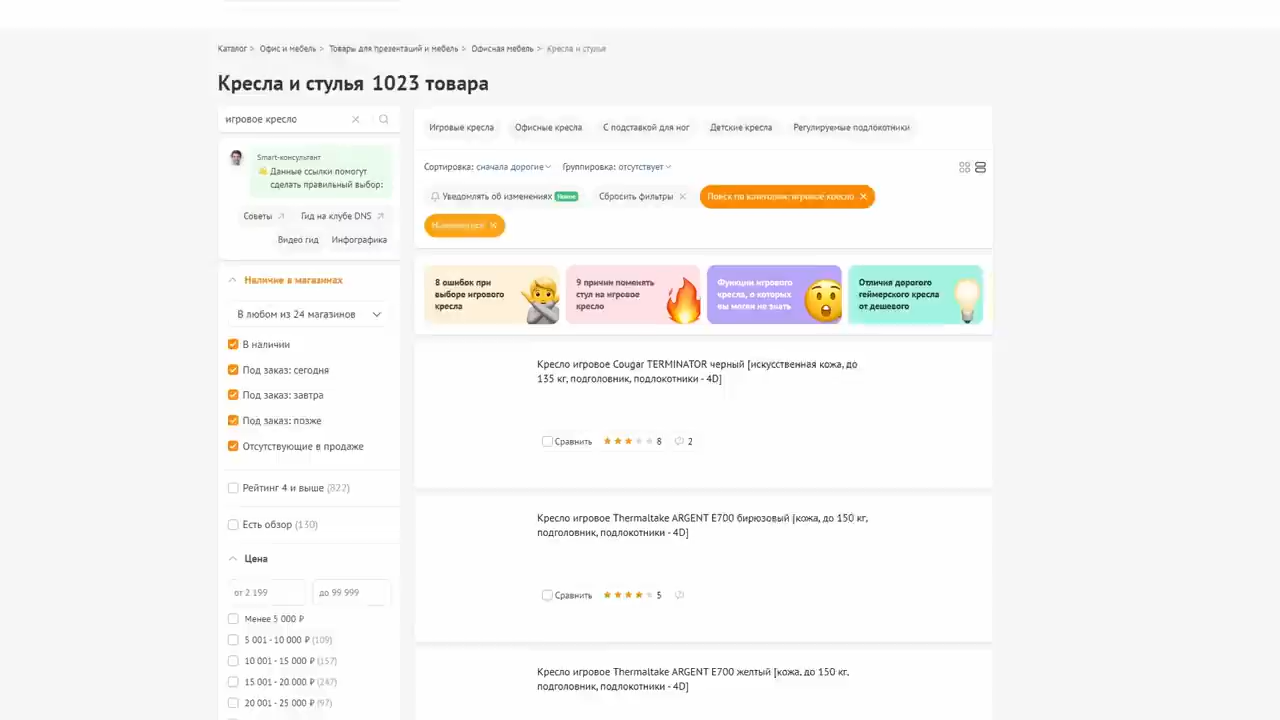 Каталог > Офис и мебель > Товары для презентаций и мебель > Офисная мебель > Кресла и стулья
Кресла и стулья 1023 товара
игровое кресло
Smart-консультант
Данные ссылки помогут
сделать правильный выбор:
Советы
Гид на клубе DNS
Видео гид
Инфографика
Наличие в магазинах
В любом из 24 магазинов
В наличии
Под заказ: сегодня
Под заказ: завтра
Под заказ: позже
Отсутствующие в продаже
Рейтинг 4 и выше (822)
Есть обзор (130)
Цена
от 2 199
до 99 999
Менее 5 000 ₽
5 001 - 10 000 ₽ (109)
10 001 - 15 000 ₽ (157)
15 001 - 20 000 ₽ (247)
20 001 - 25 000 ₽ (97)
Игровые кресла
Офисные кресла
С подставкой для ног
Детские кресла
Регулируемые подлокотники
Сортировка: сначала дорогие
Группировка: отсутствует
Уведомлять об изменениях
Сбросить фильтры
Поиск по категории: игровое кресло
8 ошибок при
выборе игрового
кресла
9 причин поменять
стул на игровое
кресло
Функции игрового
кресла, о которых
вы могли не знать
Отличия дорогого
геймерского кресла
от дешевого
Кресло игровое Cougar TERMINATOR черный [искусственная кожа, до
135 кг, подголовник, подлокотники - 4D]
Сравнить
8
2
Кресло игровое Thermaltake ARGENT E700 бирюзовый [кожа, до 150 кг,
подголовник, подлокотники - 4D]
Сравнить
5
Кресло игровое Thermaltake ARGENT E700 желтый [кожа, до 150 кг,
подголовник, подлокотники - 4D]